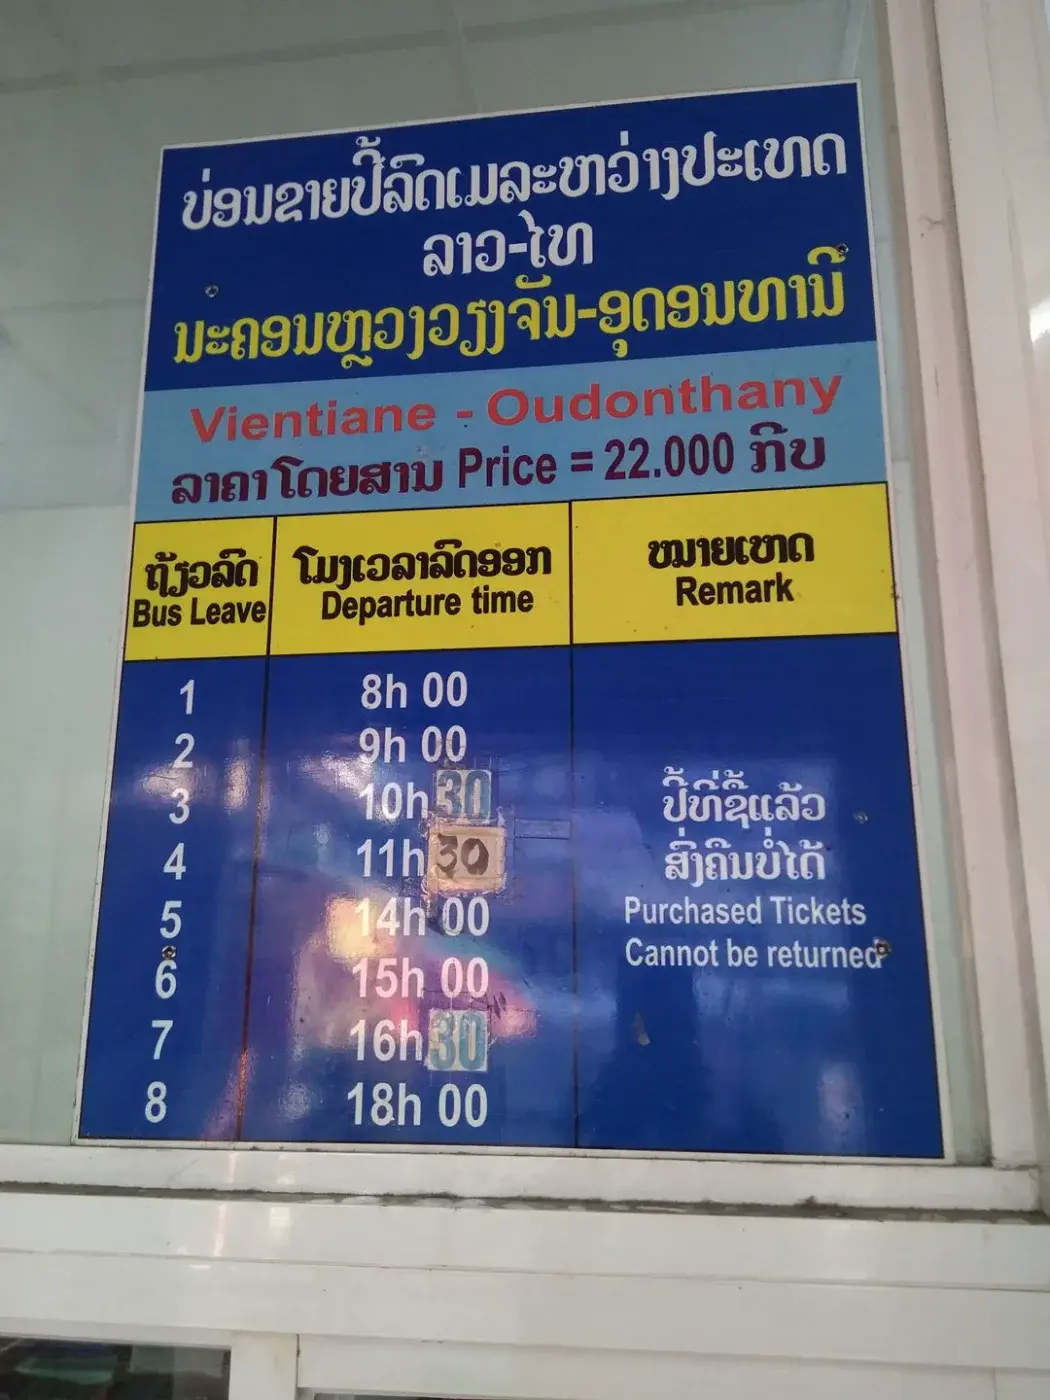 ບ່ອນຂາຍປີ້ລົດເມລະຫວ່າງປະເທດ
ລາວ-ໄທ
ນະຄອນຫຼວງວຽງຈັນ-ອຸດອນທານີ
Vientiane - Oudonthany
ລາຄາໂດຍສານ Price = 22.000 ກີບ
ຖ້ຽວລົດ ໂມງເວລາລົດອອກ ໝາຍເຫດ
Bus Leave Departure time Remark
1 8h 00
2 9h 00
3 10h 30
4 11h 30
5 14h 00
6 15h 00
7 16h 30
8 18h 00
ປີ້ທີ່ຊື້ແລ້ວ
ສົ່ງຄືນບໍ່ໄດ້
Purchased Tickets
Cannot be returned